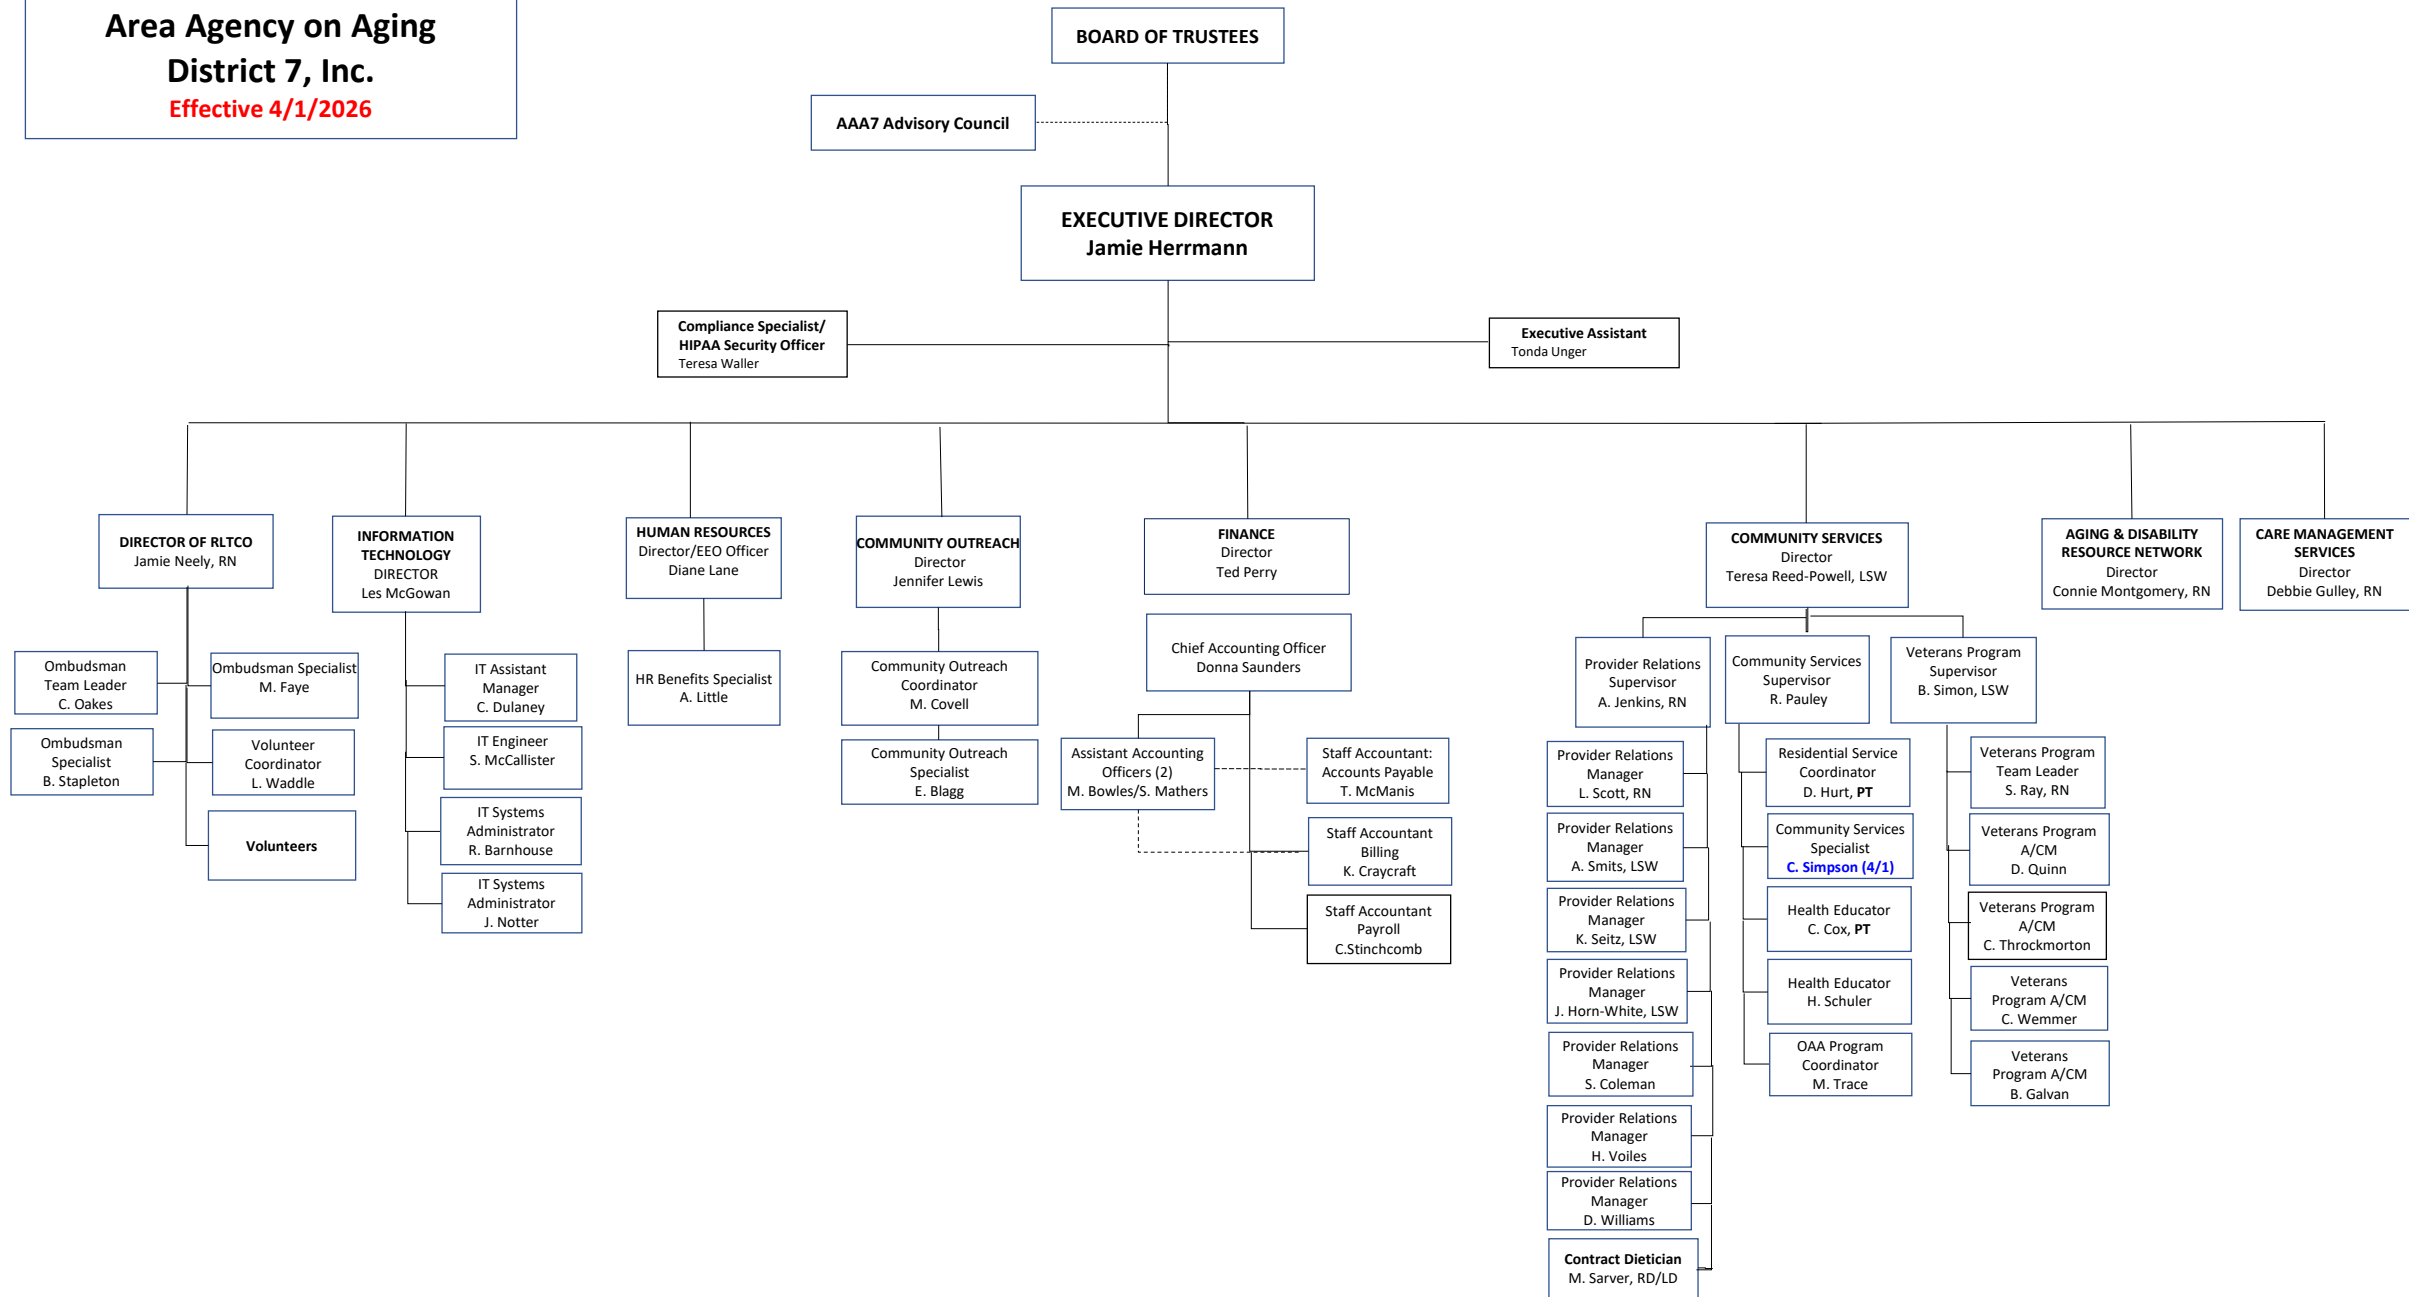 Area Agency on Aging
District 7, Inc.
Effective 4/1/2026
BOARD OF TRUSTEES
AAA7 Advisory Council
EXECUTIVE DIRECTOR
Jamie Herrmann
Compliance Specialist/
HIPAA Security Officer
Teresa Waller
Executive Assistant
Tonda Unger
DIRECTOR OF RLTCO
Jamie Neely, RN
INFORMATION
TECHNOLOGY
DIRECTOR
Les McGowan
HUMAN RESOURCES
Director/EEO Officer
Diane Lane
COMMUNITY OUTREACH
Director
Jennifer Lewis
FINANCE
Director
Ted Perry
COMMUNITY SERVICES
Director
Teresa Reed-Powell, LSW
AGING & DISABILITY
RESOURCE NETWORK
Director
Connie Montgomery, RN
CARE MANAGEMENT
SERVICES
Director
Debbie Gulley, RN
Ombudsman
Team Leader
C. Oakes
Ombudsman Specialist
M. Faye
Ombudsman
Specialist
B. Stapleton
Volunteer
Coordinator
L. Waddle
Volunteers
IT Assistant
Manager
C. Dulaney
IT Engineer
S. McCallister
IT Systems
Administrator
R. Barnhouse
IT Systems
Administrator
J. Notter
HR Benefits Specialist
A. Little
Community Outreach
Coordinator
M. Covell
Community Outreach
Specialist
E. Blagg
Chief Accounting Officer
Donna Saunders
Assistant Accounting
Officers (2)
M. Bowles/S. Mathers
Staff Accountant:
Accounts Payable
T. McManis
Staff Accountant
Billing
K. Craycraft
Staff Accountant
Payroll
C.Stinchcomb
Provider Relations
Supervisor
A. Jenkins, RN
Provider Relations
Manager
L. Scott, RN
Provider Relations
Manager
A. Smits, LSW
Provider Relations
Manager
K. Seitz, LSW
Provider Relations
Manager
J. Horn-White, LSW
Provider Relations
Manager
S. Coleman
Provider Relations
Manager
H. Voiles
Provider Relations
Manager
D. Williams
Contract Dietician
M. Sarver, RD/LD
Community Services
Supervisor
R. Pauley
Residential Service
Coordinator
D. Hurt, PT
Community Services
Specialist
C. Simpson (4/1)
Health Educator
C. Cox, PT
Health Educator
H. Schuler
OAA Program
Coordinator
M. Trace
Veterans Program
Supervisor
B. Simon, LSW
Veterans Program
Team Leader
S. Ray, RN
Veterans Program
A/CM
D. Quinn
Veterans Program
A/CM
C. Throckmorton
Veterans
Program A/CM
C. Wemmer
Veterans
Program A/CM
B. Galvan